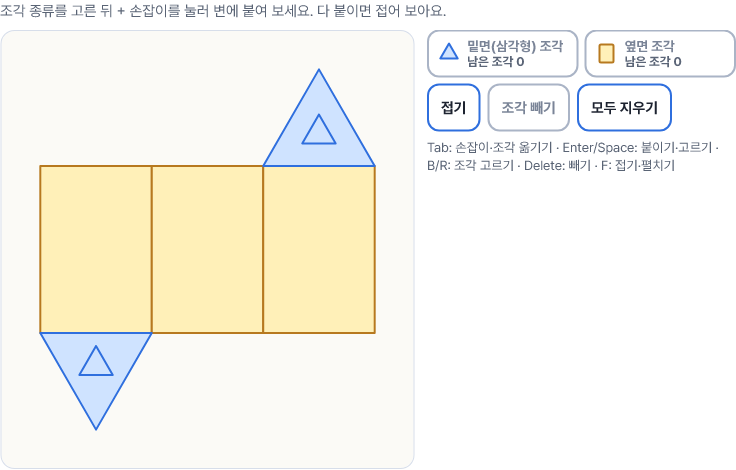 조각 종류를 고른 뒤 + 손잡이를 눌러 변에 붙여 보세요. 다 붙이면 접어 보아요.
밑면(삼각형) 조각
남은 조각 0
옆면 조각
남은 조각 0
접기
조각 빼기
모두 지우기
Tab: 손잡이·조각 옮기기 · Enter/Space: 붙이기·고르기 ·
B/R: 조각 고르기 · Delete: 빼기 · F: 접기·펼치기